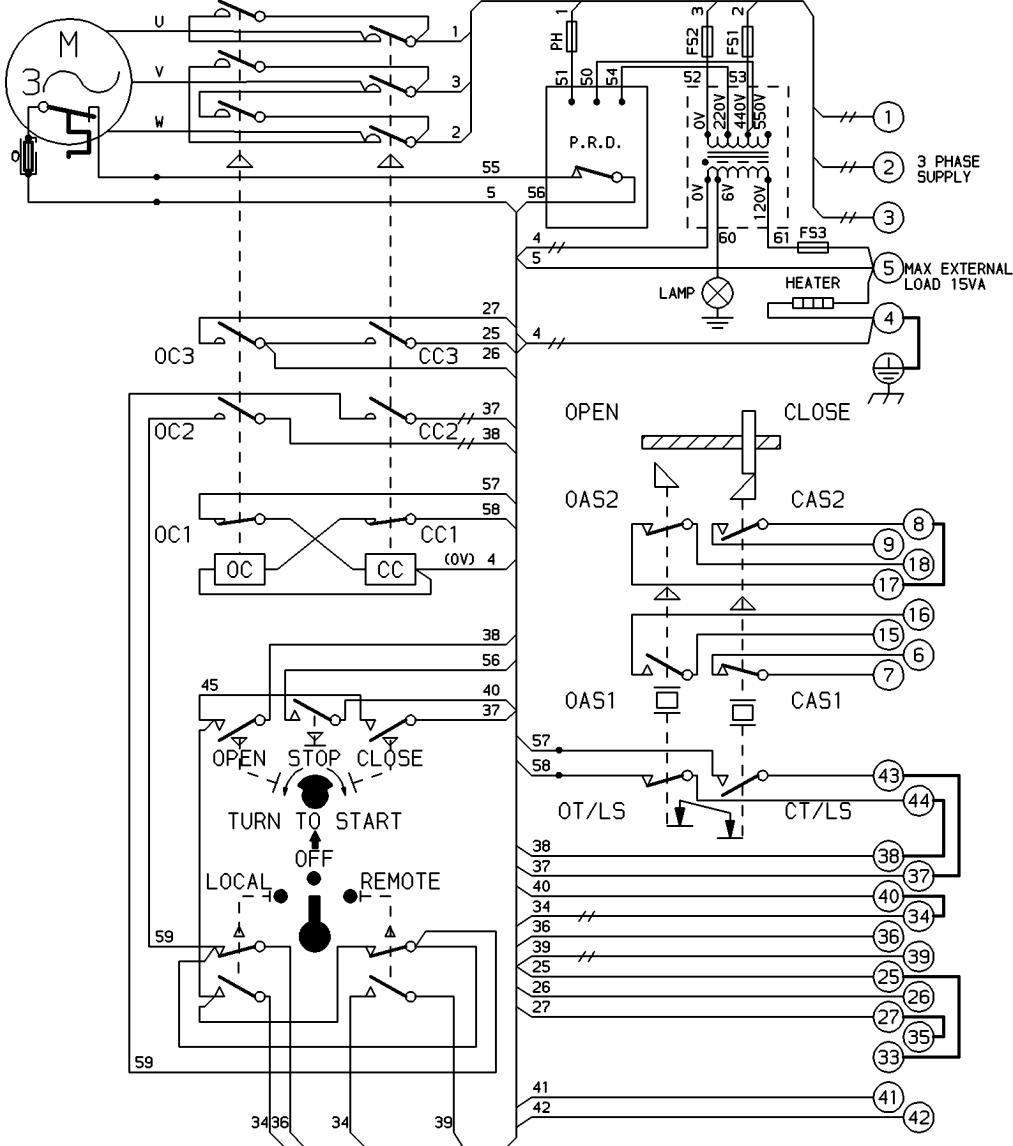 U
V
W
M
3
O
1
3
2
1
PH
3
FS2
2
FS1
51
50
54
52
53
0V
220V
440V
550V
P.R.D.
0V
6V
120V
1
2
3 PHASE
SUPPLY
3
55
5
56
4
5
60
61
FS3
5
MAX EXTERNAL
LOAD 15VA
LAMP
HEATER
4
27
25
26
4
OC3
CC3
37
38
OC2
CC2
57
58
OC1
CC1
OC
CC
(0V) 4
OPEN
CLOSE
OAS2
CAS2
8
9
18
17
16
15
6
7
OAS1
CAS1
38
56
40
37
45
OPEN STOP CLOSE
TURN TO START
OFF
LOCAL
REMOTE
57
58
OT/LS
CT/LS
43
44
38
38
37
37
40
40
34
34
36
36
39
39
25
25
26
26
27
27
35
33
59
59
41
41
42
42
34
36
34
39